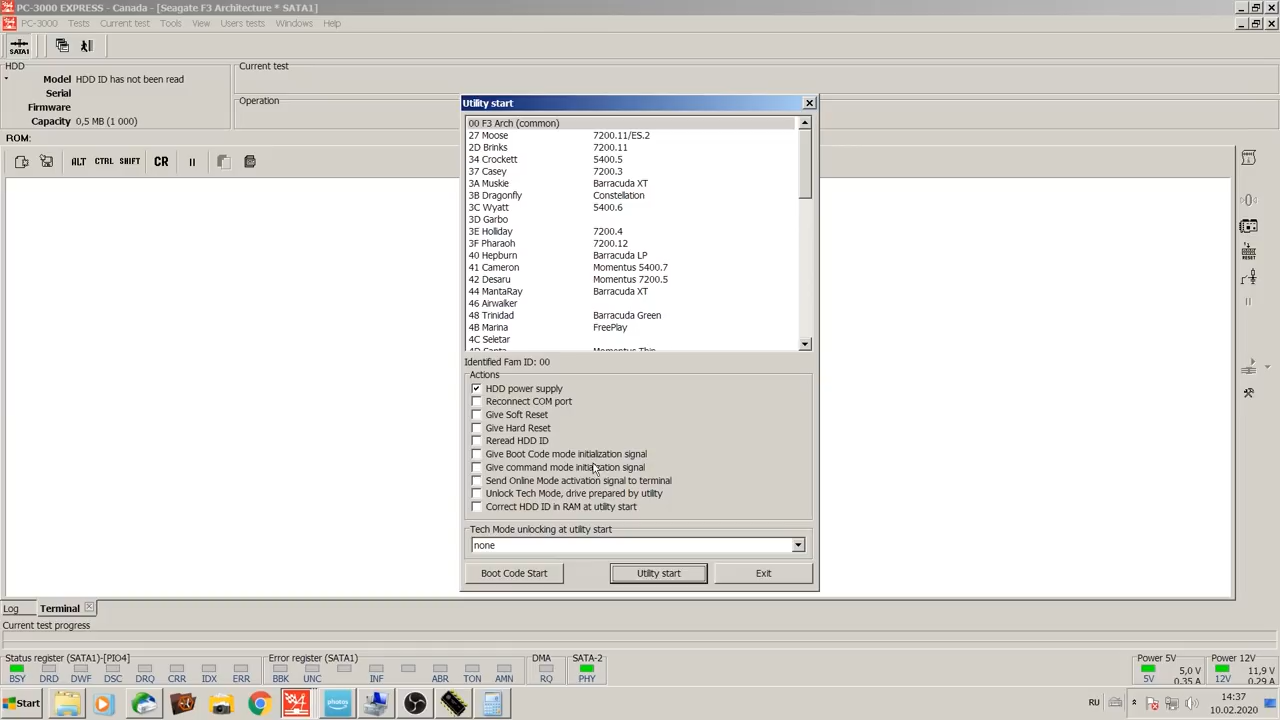 PC-3000 EXPRESS - Canada - [Seagate F3 Architecture * SATA1]
PC-3000 Tests Current test View Tools Users tests Windows Help
SATA1
HDD
Model HDD ID has not been read
Serial
Firmware
Capacity 0,5 MB (1 000)
Current test
Operation
ROM:
ALT CTRL SHIFT CR
Utility start
00 F3 Arch (common)
27 Moose 7200.11/ES.2
2D Brinks 7200.11
34 Crockett 5400.5
37 Casey 7200.3
3A Muskie Barracuda XT
3B Dragonfly Constellation
3C Wyatt 5400.6
3D Garbo
3E Holliday 7200.4
3F Pharaoh 7200.12
40 Hepburn Barracuda LP
41 Cameron Momentus 5400.7
42 Desaru Momentus 7200.5
44 MantaRay Barracuda XT
46 Airwalker
48 Trinidad Barracuda Green
4B Marina FreePlay
4C Seletar
Identified Fam ID: 00
Actions
HDD power supply
Reconnect COM port
Give Soft Reset
Give Hard Reset
Reread HDD ID
Give Boot Code mode initialization signal
Give command mode initialization signal
Send Online Mode activation signal to terminal
Unlock Tech Mode, drive prepared by utility
Correct HDD ID in RAM at utility start
Tech Mode unlocking at utility start
none
Boot Code Start Utility start Exit
RESET
Log Terminal
Current test progress
Status register (SATA1)-[PIO4] Error register (SATA1) DMA SATA-2 Power 5V Power 12V
BSY DRD DWF DSC DRQ CRR IDX ERR BBK UNC INF ABR TON AMN RQ PHY 5V 5,0 V 0,35 A 12V 11,9 V 0,29 A
Start photos RU 14:37
10.02.2020